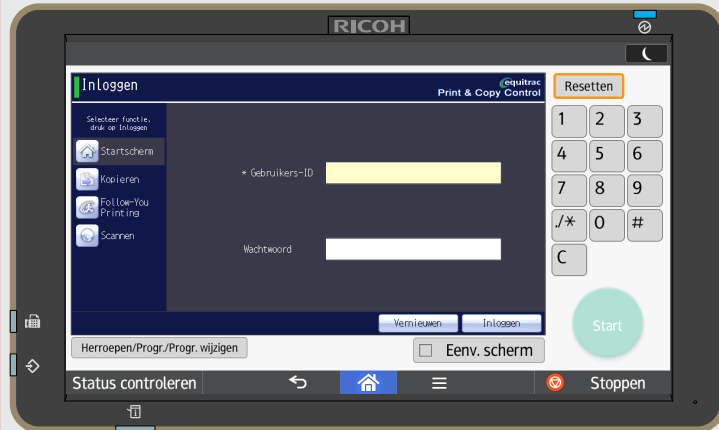 RICOH
Inloggen
equitrac
Print & Copy Control
Resetten
Selecteer functie,
druk op Inloggen
Startscherm
Kopiëren
Follow-You
Printing
Scannen
* Gebruikers-ID
Wachtwoord
Vernieuwen
Inloggen
1 2 3
4 5 6
7 8 9
./* 0 #
C
Start
Herroepen/Progr./Progr. wijzigen
Eenv. scherm
Status controleren
Stoppen